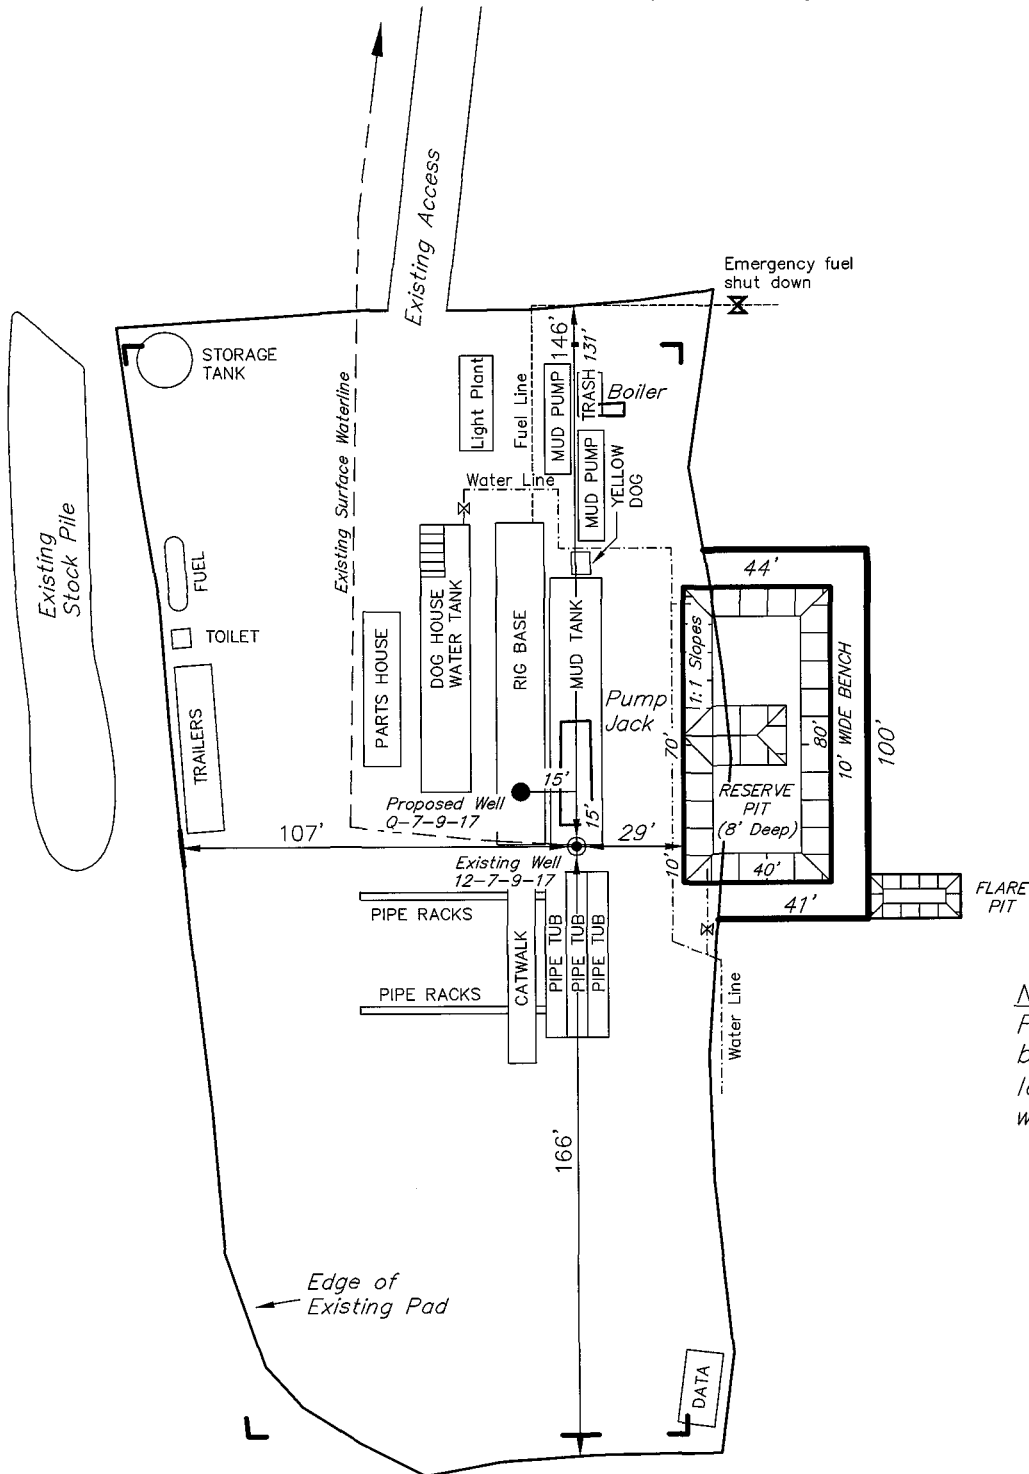 Existing Access
Emergency fuel
shut down
146'
131'
STORAGE
TANK
Light Plant
Fuel Line
MUD PUMP
TRASH
Boiler
Existing Surface Waterline
Water Line
MUD PUMP
YELLOW
DOG
Existing
Stock Pile
FUEL
TOILET
TRAILERS
PARTS HOUSE
DOG HOUSE
WATER TANK
RIG BASE
MUD TANK
Pump
Jack
44'
1:1 Slopes
70'
80'
10' WIDE BENCH
100'
RESERVE
PIT
(8' Deep)
15'
15'
Proposed Well
Q-7-9-17
107'
29'
10'
40'
Existing Well
12-7-9-17
41'
FLARE
PIT
PIPE RACKS
CATWALK
PIPE TUB
PIPE TUB
PIPE TUB
PIPE RACKS
Water Line
166'
Edge of
Existing Pad
DATA